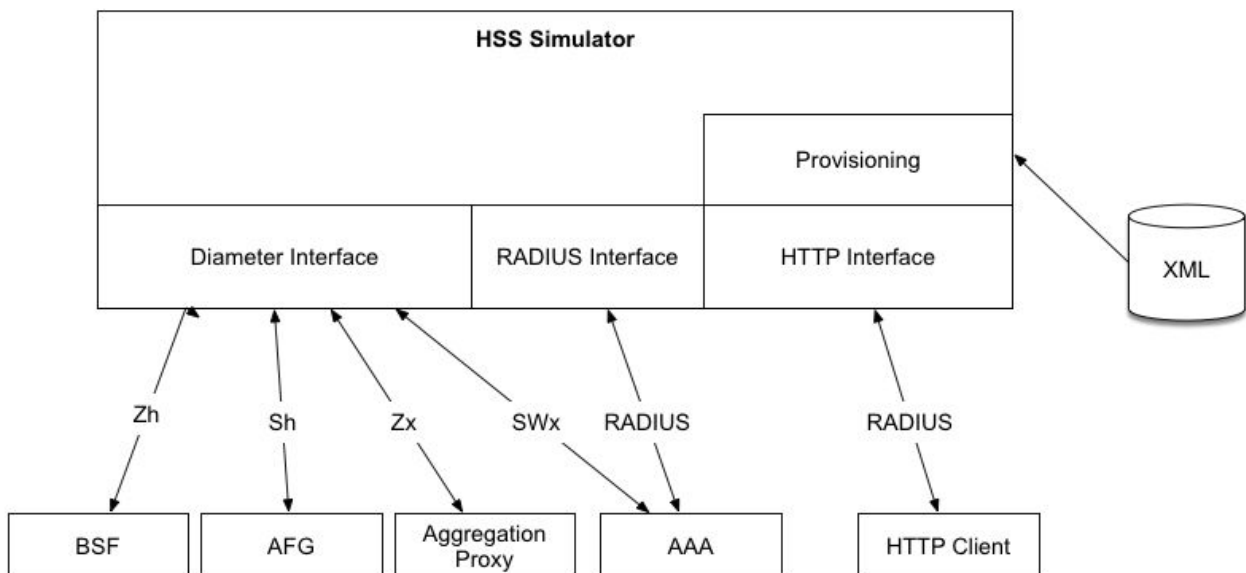 HSS Simulator
Provisioning
Diameter Interface
RADIUS Interface
HTTP Interface
XML
Zh
Sh
Zx
SWx
RADIUS
RADIUS
BSF
AFG
Aggregation
Proxy
AAA
HTTP Client